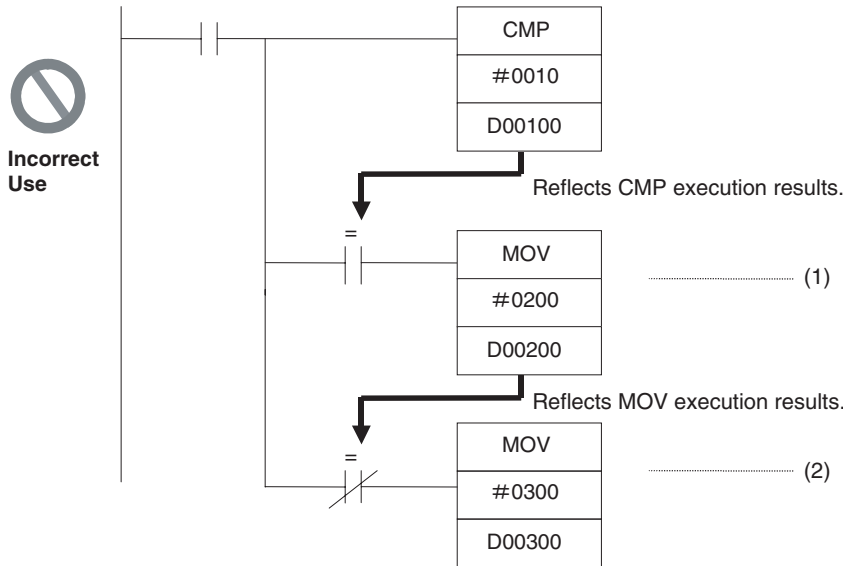 CMP
#0010
D00100
Incorrect
Use
Reflects CMP execution results.
=
MOV
#0200
D00200
(1)
Reflects MOV execution results.
=
MOV
#0300
D00300
(2)